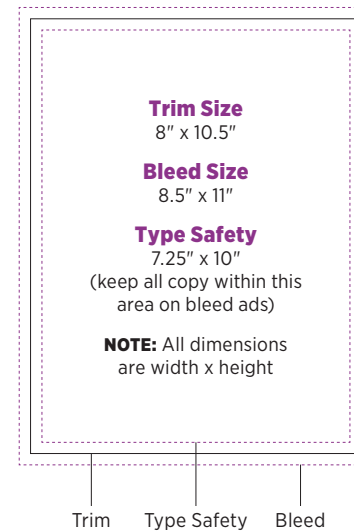 Trim Size
8" x 10.5"
Bleed Size
8.5" x 11"
Type Safety
7.25" x 10"
(keep all copy within this
area on bleed ads)
NOTE: All dimensions
are width x height
Trim Type Safety Bleed